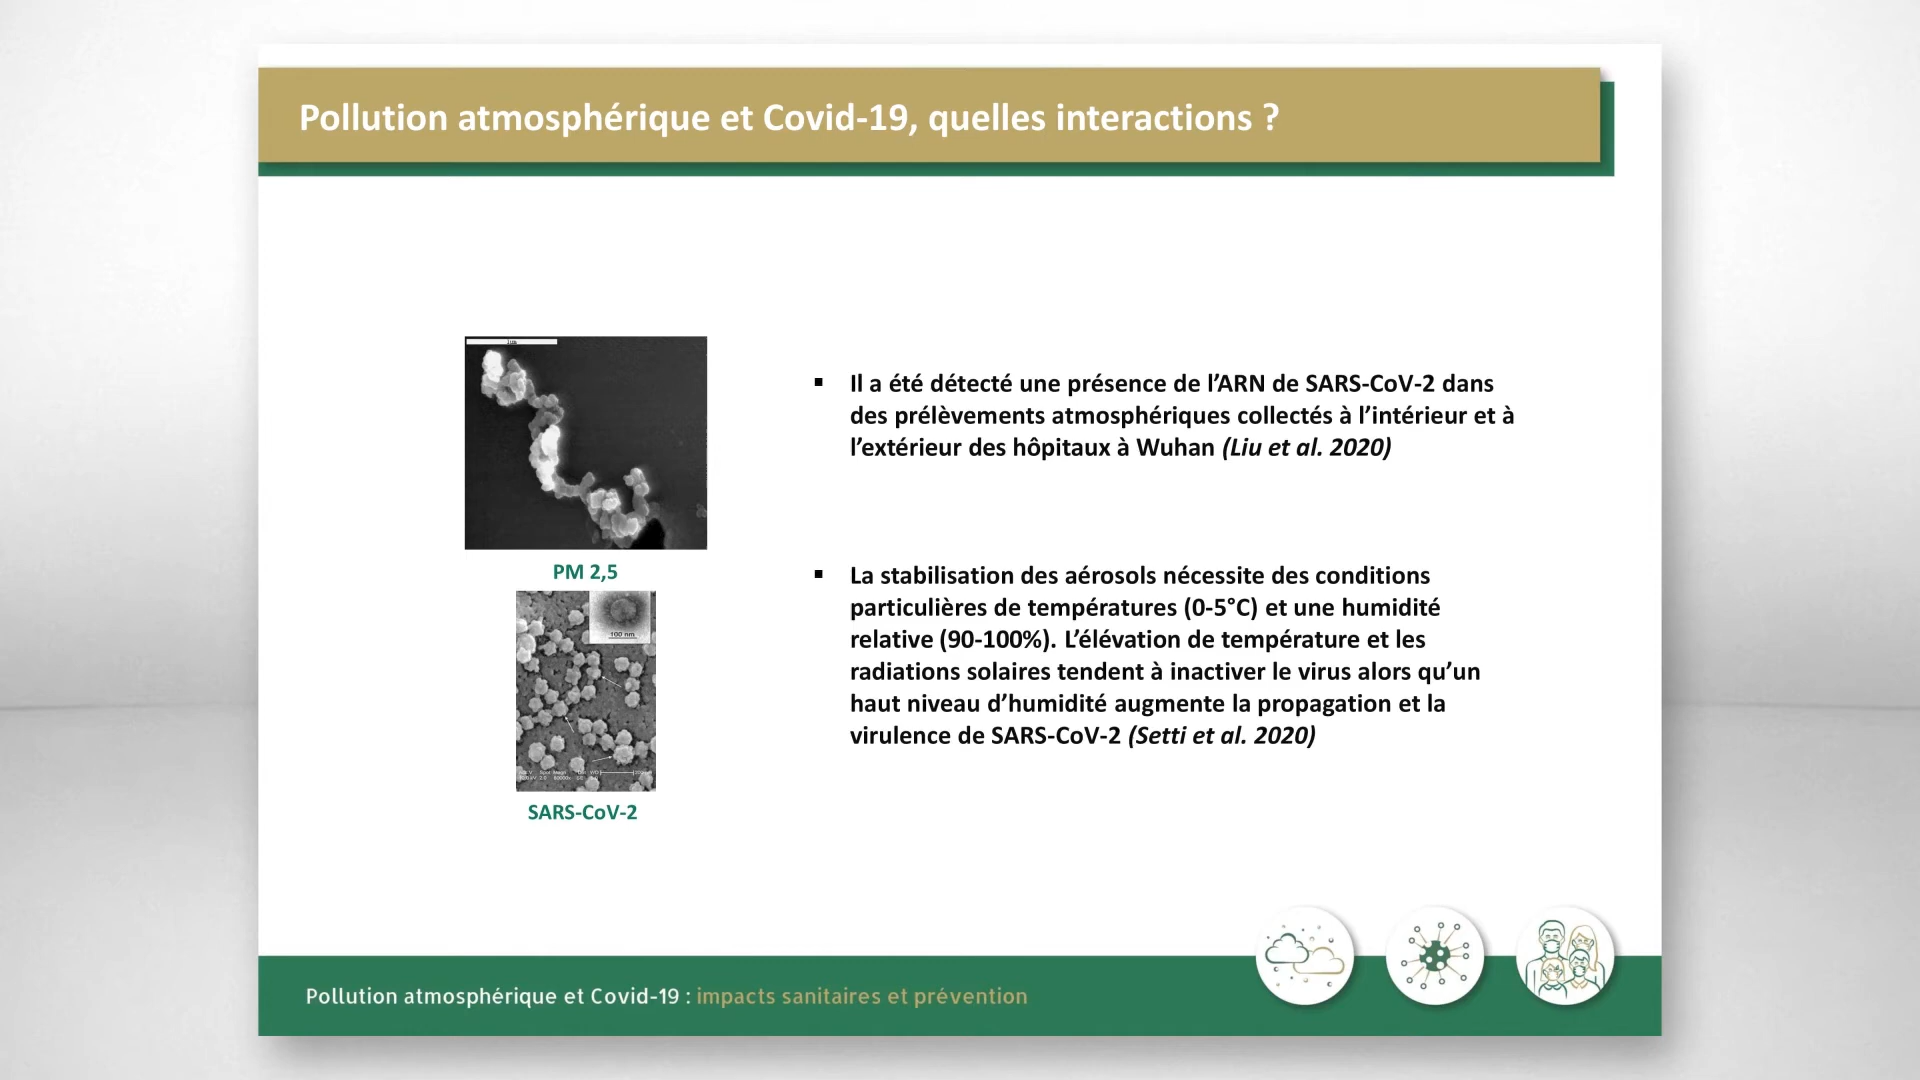 Pollution atmosphérique et Covid-19, quelles interactions ?
1um
PM 2,5
100 nm
SARS-CoV-2
▪ Il a été détecté une présence de l’ARN de SARS-CoV-2 dans
des prélèvements atmosphériques collectés à l’intérieur et à
l’extérieur des hôpitaux à Wuhan (Liu et al. 2020)
▪ La stabilisation des aérosols nécessite des conditions
particulières de températures (0-5°C) et une humidité
relative (90-100%). L’élévation de température et les
radiations solaires tendent à inactiver le virus alors qu’un
haut niveau d’humidité augmente la propagation et la
virulence de SARS-CoV-2 (Setti et al. 2020)
Pollution atmosphérique et Covid-19 : impacts sanitaires et prévention